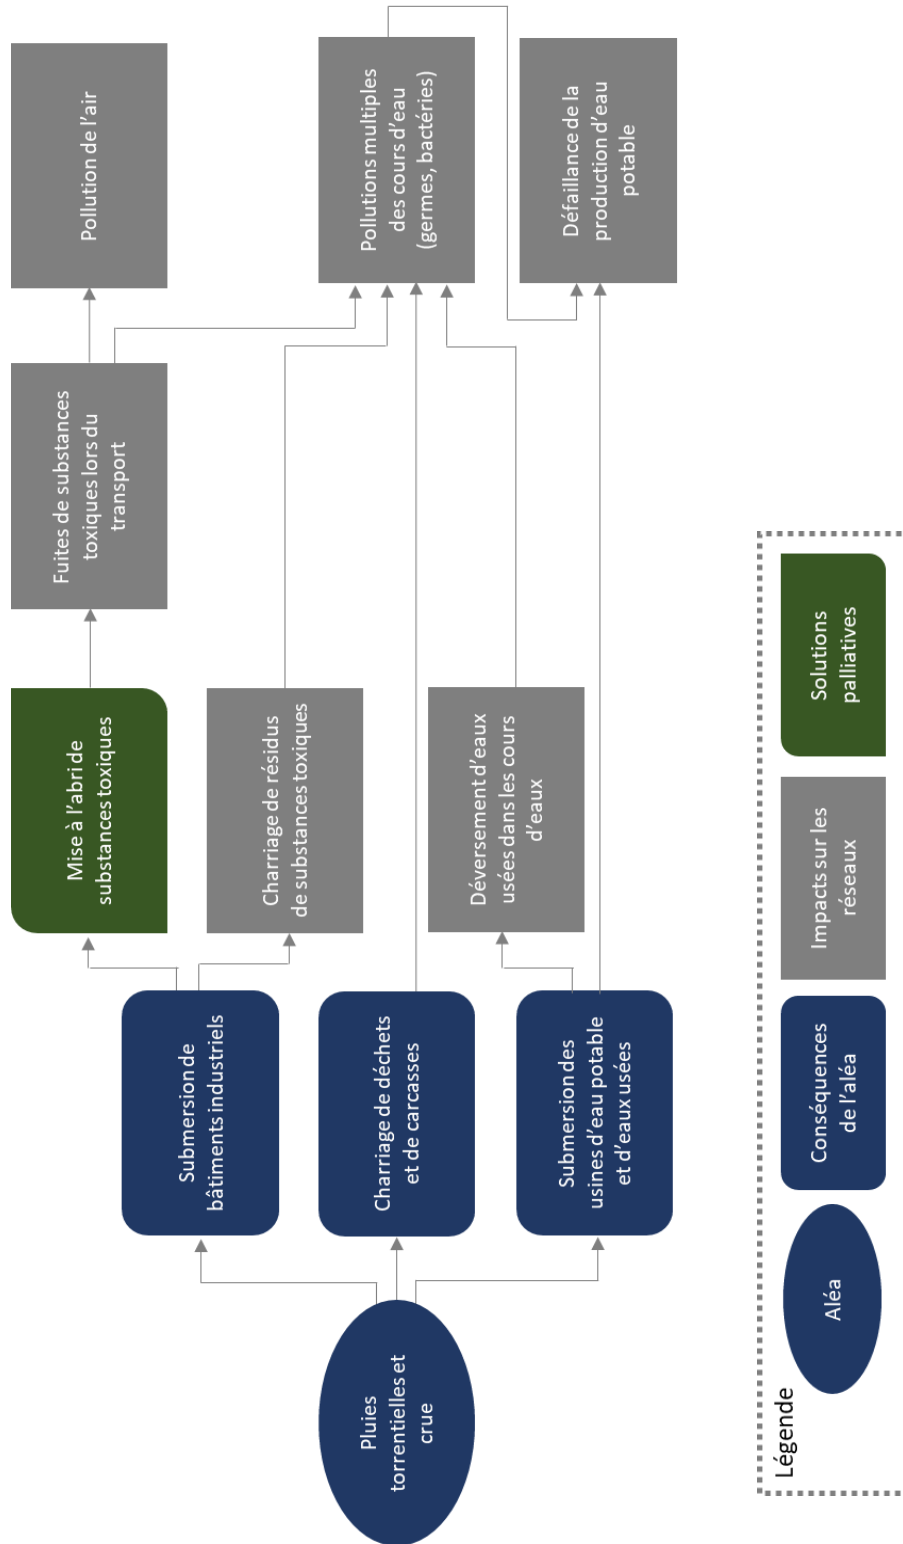 Pluies
torrentielles et
crue
Submersion de
bâtiments industriels
Charriage de déchets
et de carcasses
Submersion des
usines d'eau potable
et d'eaux usées
Mise à l'abri de
substances toxiques
Charriage de résidus
de substances toxiques
Déversement d'eaux
usées dans les cours
d'eaux
Fuites de substances
toxiques lors du
transport
Pollution de l'air
Pollutions multiples
des cours d'eau
(germes, bactéries)
Défaillance de la
production d'eau
potable
Légende
Aléa
Conséquences
de l'aléa
Impacts sur les
réseaux
Solutions
palliatives